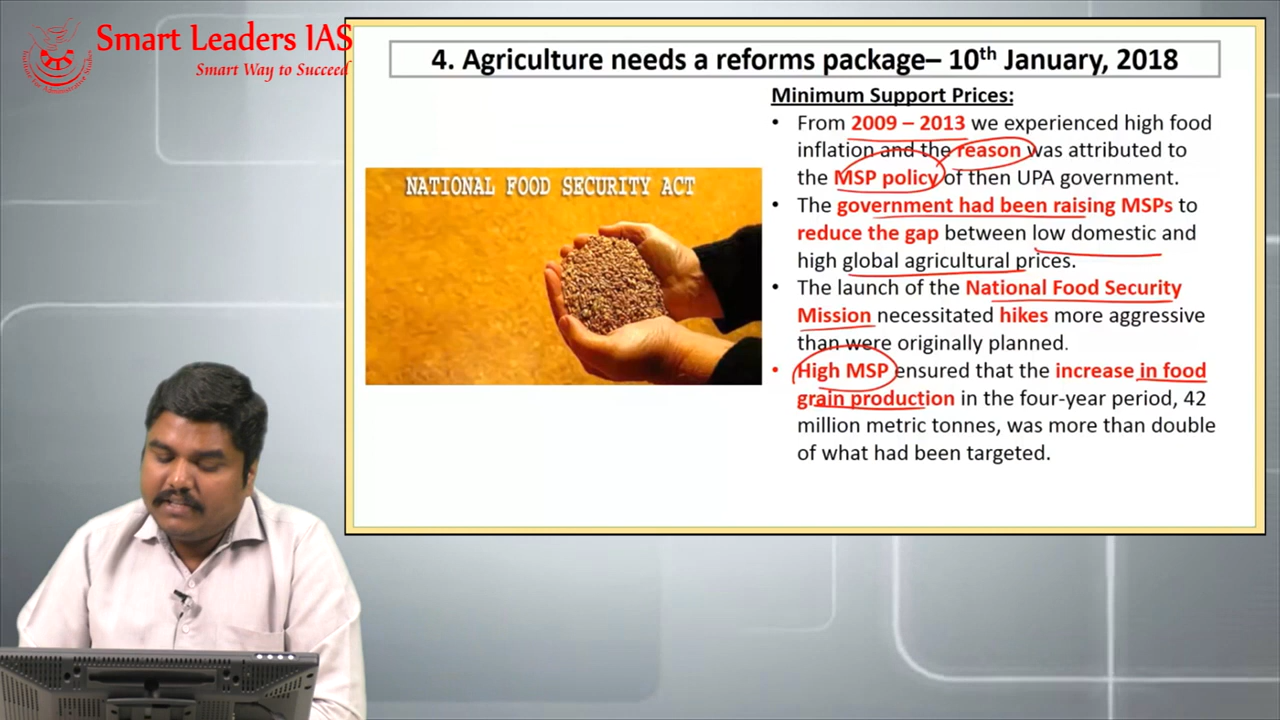 Smart Leaders IAS
Smart Way to Succeed
4. Agriculture needs a reforms package– 10th January, 2018
NATIONAL FOOD SECURITY ACT
Minimum Support Prices:
• From 2009 – 2013 we experienced high food
inflation and the reason was attributed to
the MSP policy of then UPA government.
• The government had been raising MSPs to
reduce the gap between low domestic and
high global agricultural prices.
• The launch of the National Food Security
Mission necessitated hikes more aggressive
than were originally planned.
• High MSP ensured that the increase in food
grain production in the four-year period, 42
million metric tonnes, was more than double
of what had been targeted.